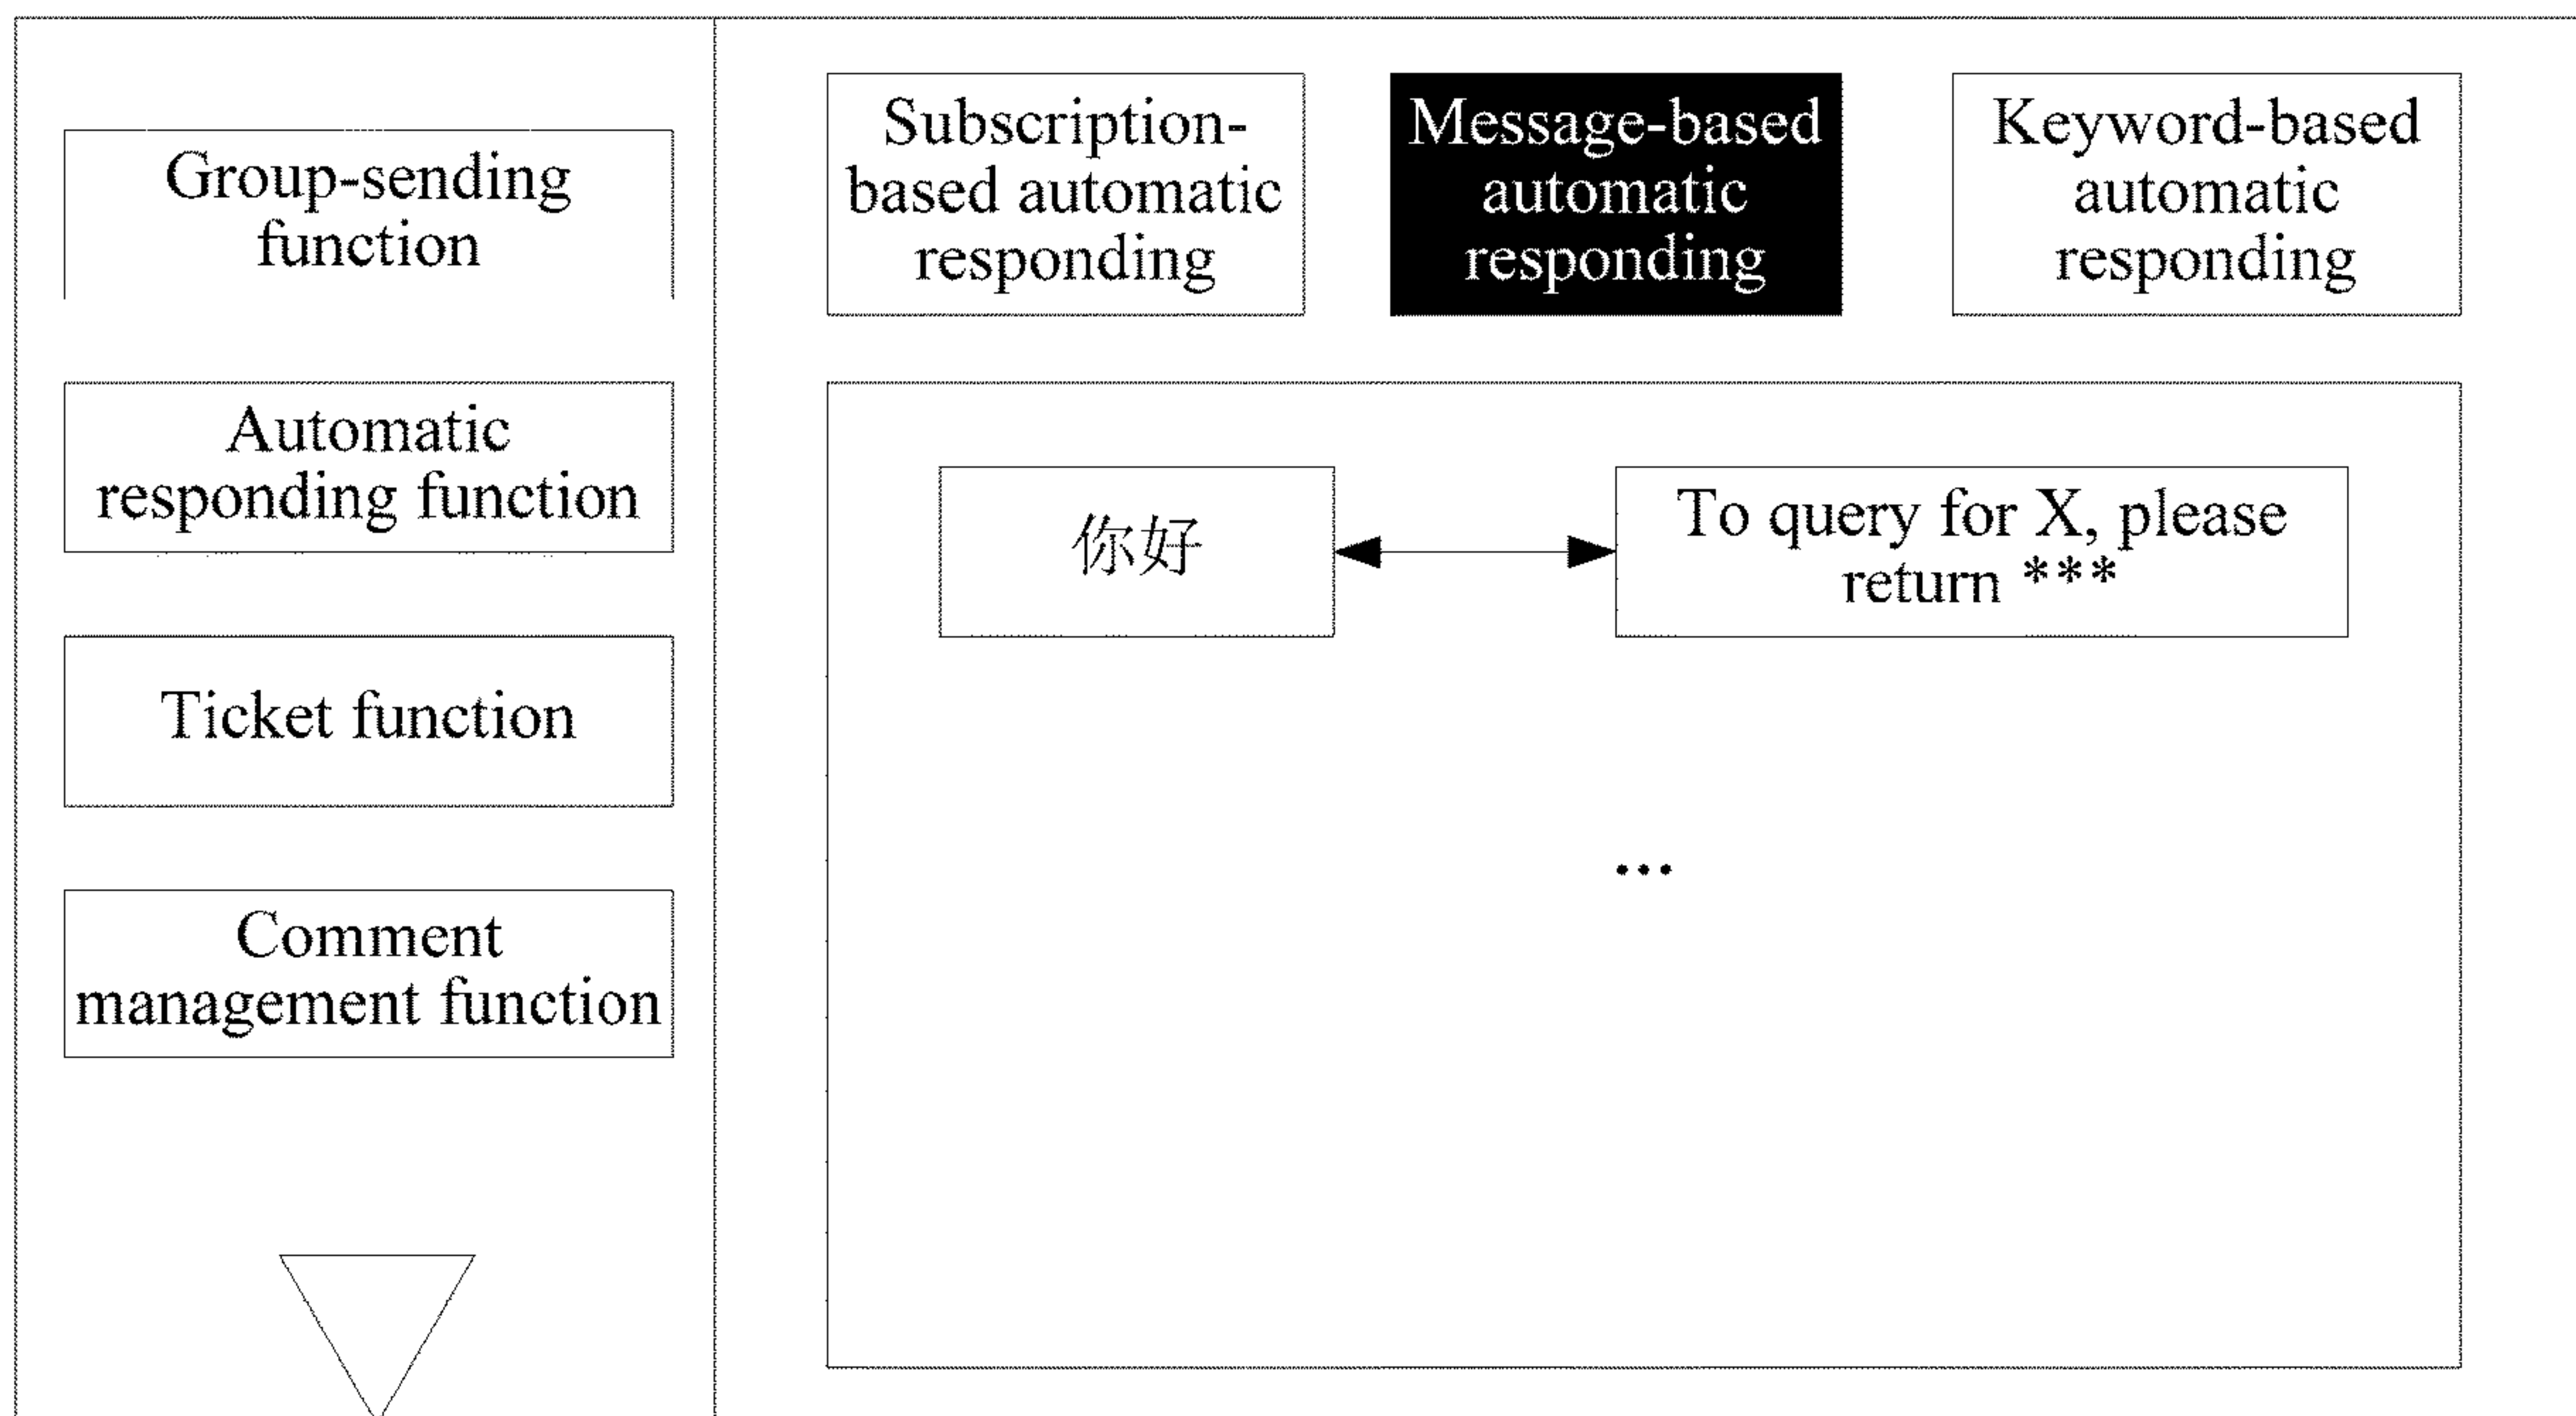 Group-sending
function
Automatic
responding function
Ticket function
Comment
management function
Subscription-
based automatic
responding
Message-based
automatic
responding
Keyword-based
automatic
responding
你好
To query for X, please
return ***
...